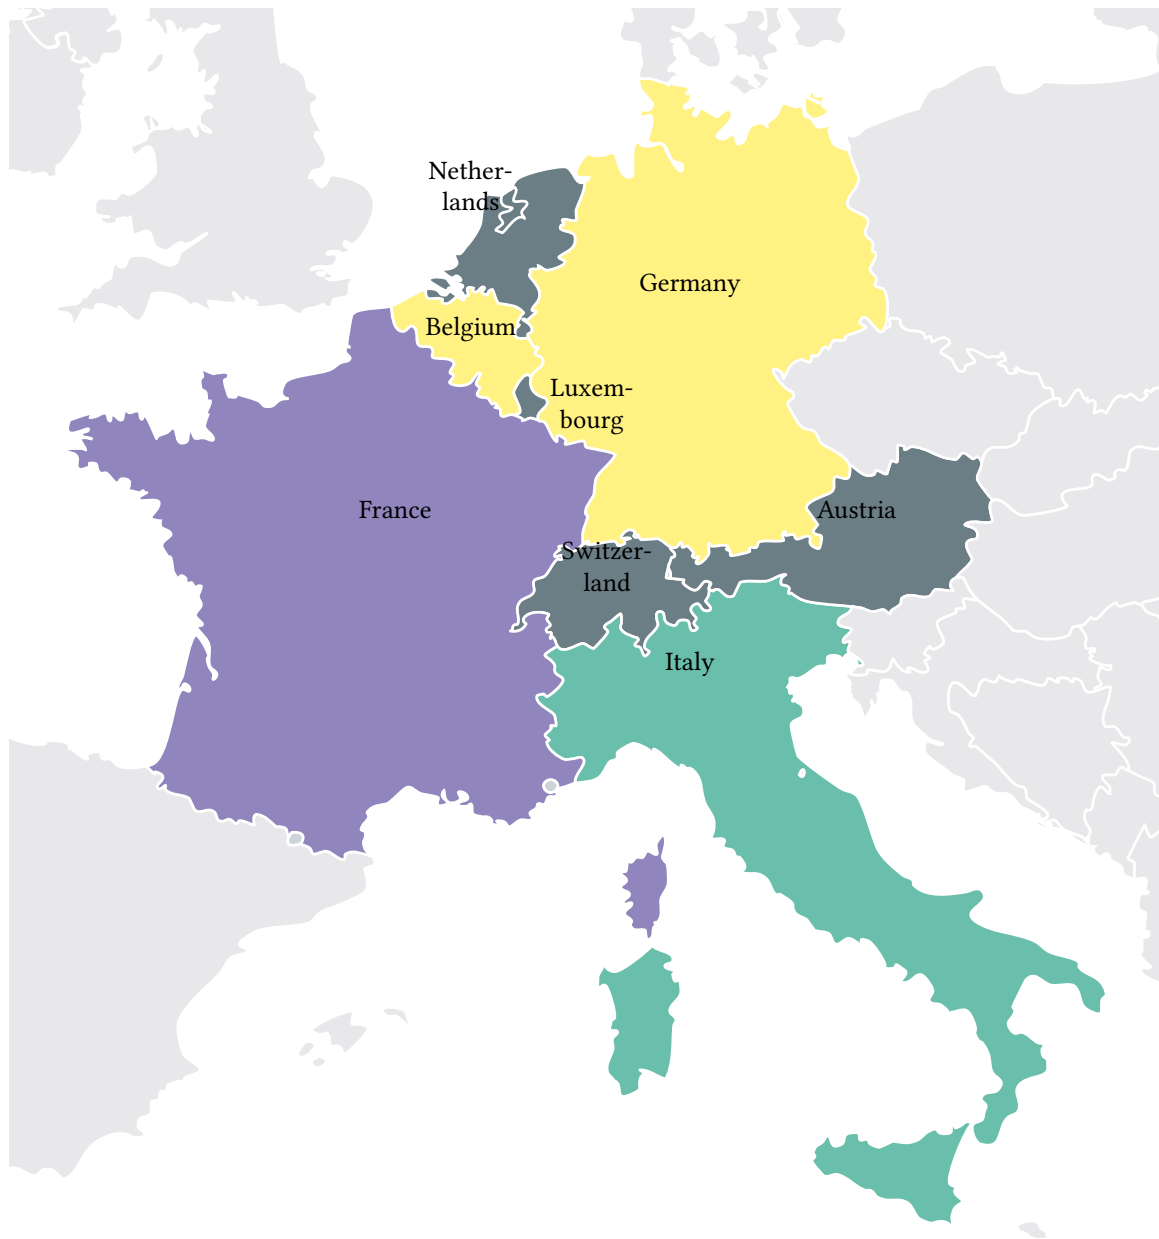 Nether-
lands
Germany
Belgium
Luxem-
bourg
France
Austria
Switzer-
land
Italy